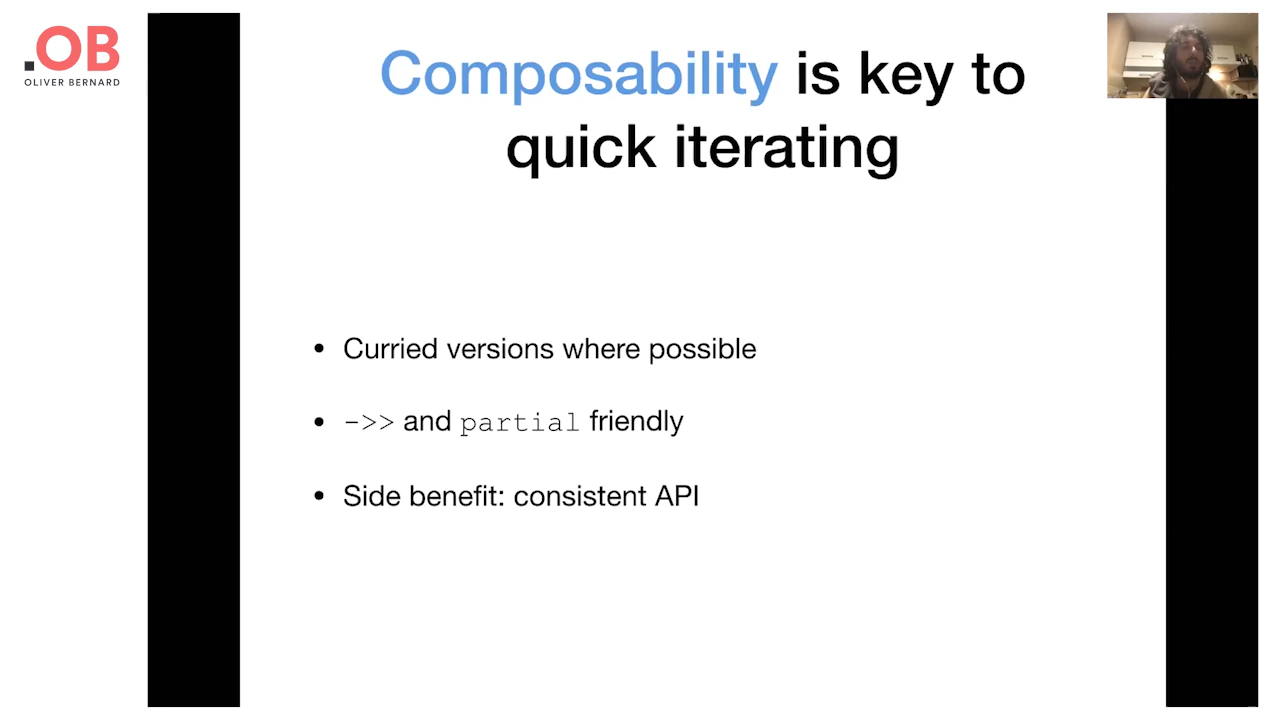 .OB
OLIVER BERNARD
Composability is key to
quick iterating
• Curried versions where possible
• ->> and partial friendly
• Side benefit: consistent API